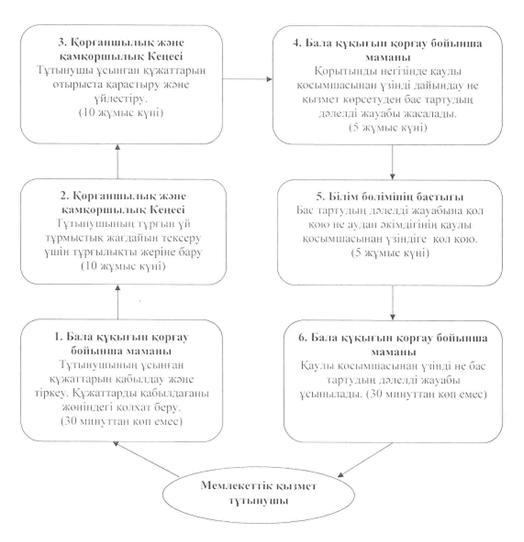 3. Қорғаншылық және
қамқоршылық Кеңесі
Тұтынушы ұсынған құжаттарын
отырыста қарастыру және
үйлестіру.
(10 жұмыс күні)
4. Бала құқығын қорғау бойынша
маманы
Қорытынды негізінде қаулы
қосымшасынан үзінді дайындау не
қызмет көрсетуден бас тартудың
дәлелді жауабы жасалады.
(5 жұмыс күні)
2. Қорғаншылық және
қамқоршылық Кеңесі
Тұтынушының тұрғын үй
тұрмыстық жағдайын тексеру
үшін тұрғылықты жеріне бару
(10 жұмыс күні)
5. Білім бөлімінің бастығы
Бас тартудың дәлелді жауабына қол
қою не аудан әкімдігінің қаулы
қосымшасынан үзіндіге қол қою.
(5 жұмыс күні)
1. Бала құқығын қорғау
бойынша маманы
Тұтынушының ұсынған
құжаттарын қабылдау және
тіркеу. Құжаттарды қабылдағаны
жөніндегі қолхат беру.
(30 минуттан көп емес)
6. Бала құқығын қорғау бойынша
маманы
Қаулы қосымшасынан үзінді не бас
тартудың дәлелді жауабы
ұсынылады. (30 минуттан көп емес)
Мемлекеттік қызмет
тұтынушы